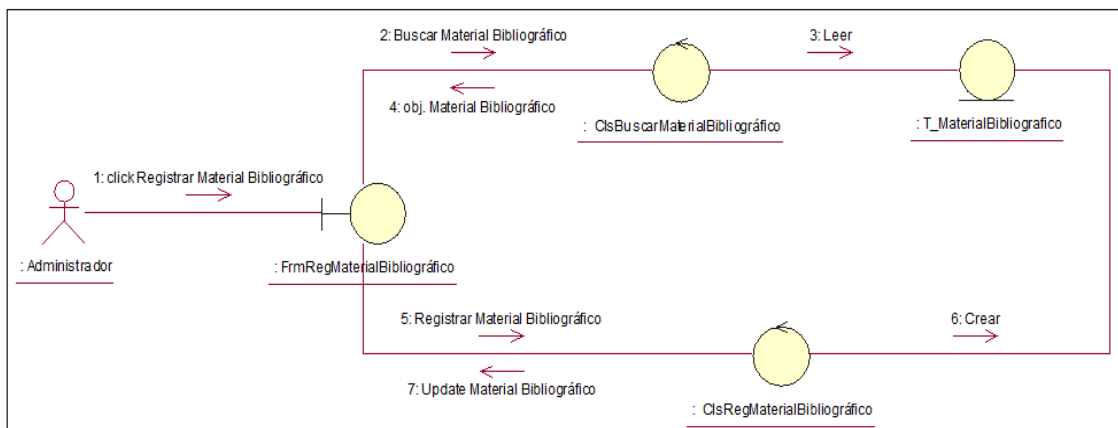 2: Buscar Material Bibliográfico
3: Leer
4: obj. Material Bibliográfico
: ClsBuscarMaterialBibliográfico
: T_MaterialBibliografico
1: click Registrar Material Bibliográfico
: Administrador
: FrmRegMaterialBibliográfico
5: Registrar Material Bibliográfico
6: Crear
7: Update Material Bibliográfico
: ClsRegMaterialBibliográfico